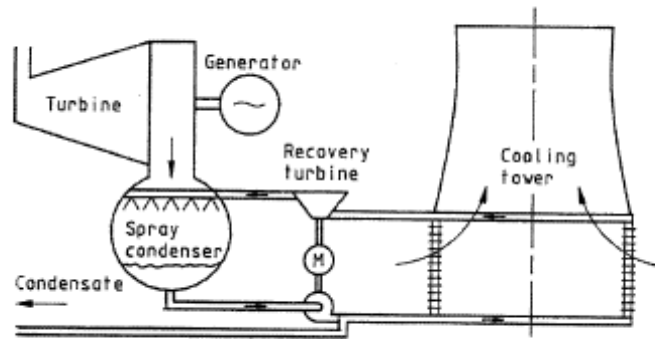 Generator
Turbine
Recovery
turbine
Cooling
tower
Spray
condenser
M
Condensate